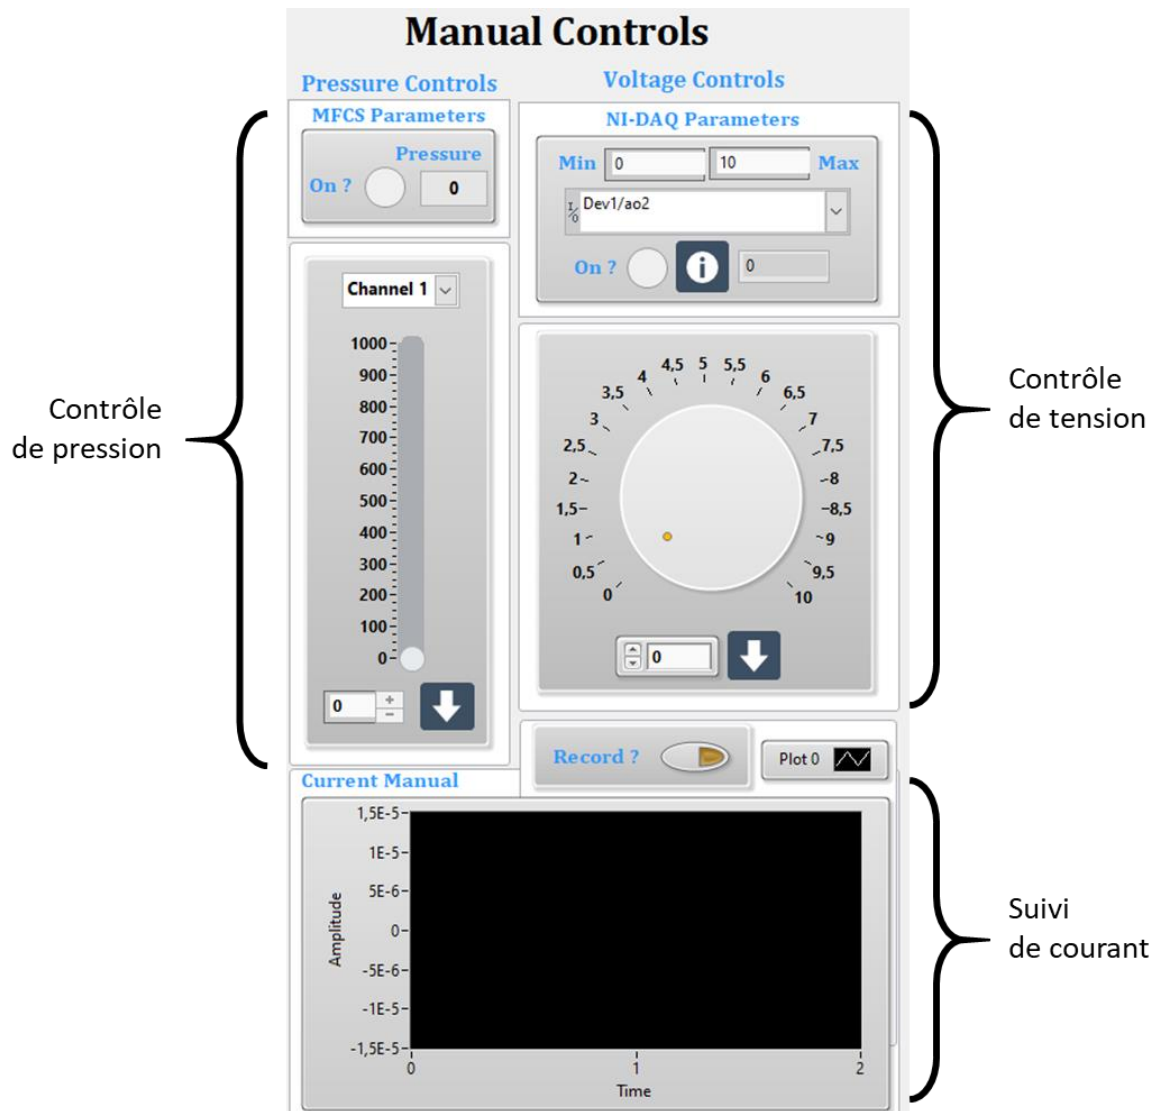 Manual Controls
Pressure Controls
Voltage Controls
MFCS Parameters
Pressure
On ?
0
Channel 1
1000
900
800
700
600
500
400
300
200
100
0
0
+
-
NI-DAQ Parameters
Min 0 10 Max
I/0 Dev1/ao2
On ? i 0
0
0,5
1
1,5
2
2,5
3
3,5
4
4,5
5
5,5
6
6,5
7
7,5
8
8,5
9
9,5
10
0
Contrôle
de pression
Contrôle
de tension
Record ?
Plot 0
Current Manual
Amplitude
1,5E-5
1E-5
5E-6
0
-5E-6
-1E-5
-1,5E-5
0 1 2
Time
Suivi
de courant